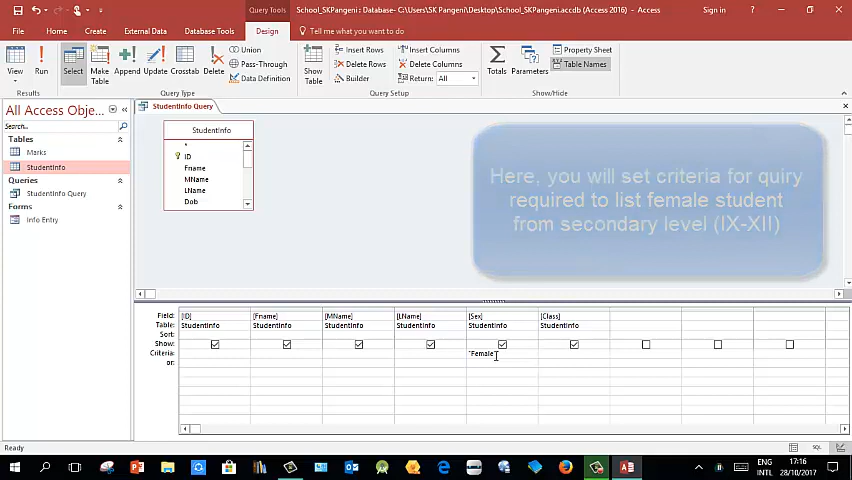 Query Tools
School_SKPangeni : Database- C:\Users\SK Pangeni\Desktop\School_SKPangeni.accdb (Access 2016) - Access
Sign in
File
Home
Create
External Data
Database Tools
Design
Tell me what you want to do
View
Run
Select
Make Table
Append
Update
Crosstab
Delete
Union
Pass-Through
Data Definition
Show Table
Insert Rows
Delete Rows
Builder
Insert Columns
Delete Columns
Return: All
Totals
Parameters
Property Sheet
Table Names
Results
Query Type
Query Setup
Show/Hide
All Access Obje...
Search...
Tables
Marks
StudentInfo
Queries
StudentInfo Query
Forms
Info Entry
StudentInfo Query
StudentInfo
*
ID
Fname
MName
LName
Dob
Here, you will set criteria for quiry
required to list female student
from secondary level (IX-XII)
Field: [ID] [Fname] [MName] [LName] [Sex] [Class]
Table: StudentInfo StudentInfo StudentInfo StudentInfo StudentInfo StudentInfo
Sort:
Show:
Criteria: "Female"
or:
Ready
SQL
ENG
INTL
17:16
28/10/2017